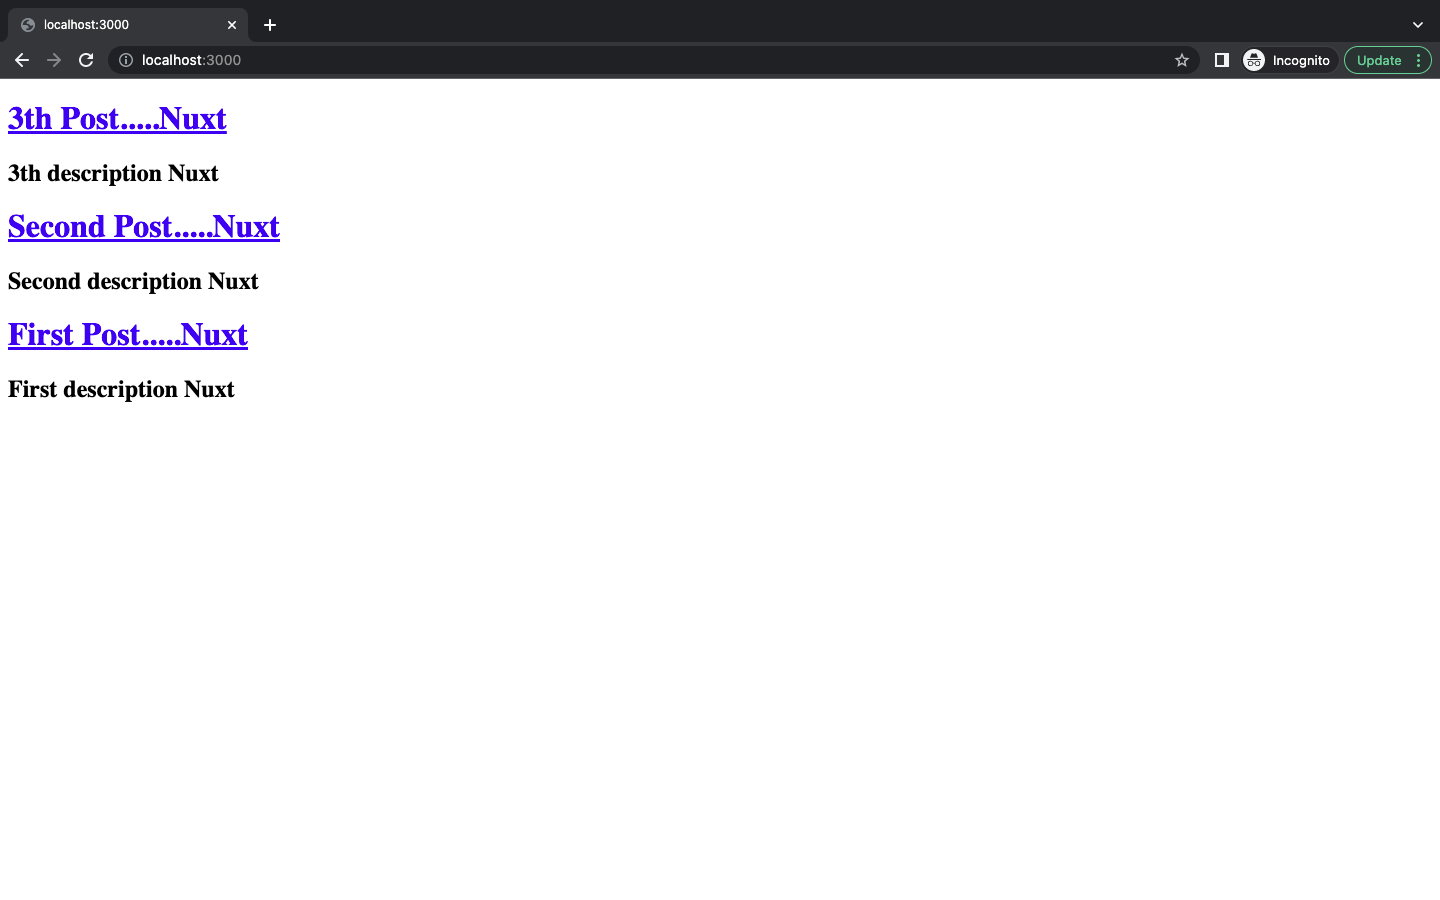 localhost:3000
localhost:3000
Incognito
Update
3th Post.....Nuxt
3th description Nuxt
Second Post.....Nuxt
Second description Nuxt
First Post.....Nuxt
First description Nuxt